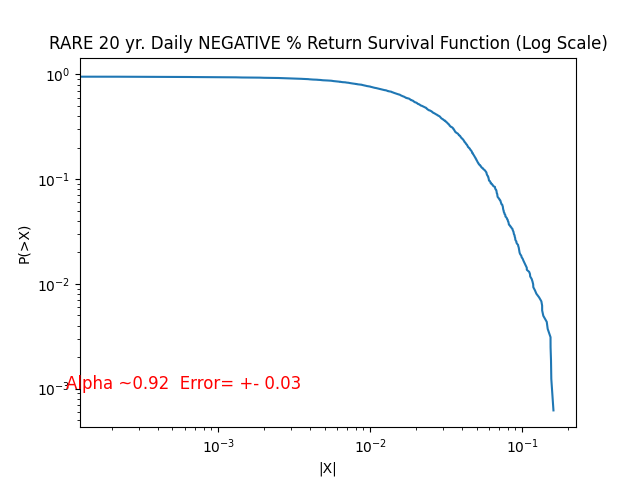 RARE 20 yr. Daily NEGATIVE % Return Survival Function (Log Scale)
10⁰
10⁻¹
10⁻²
10⁻³
P(>X)
Alpha ~0.92  Error= +- 0.03
10⁻³
10⁻²
10⁻¹
|X|